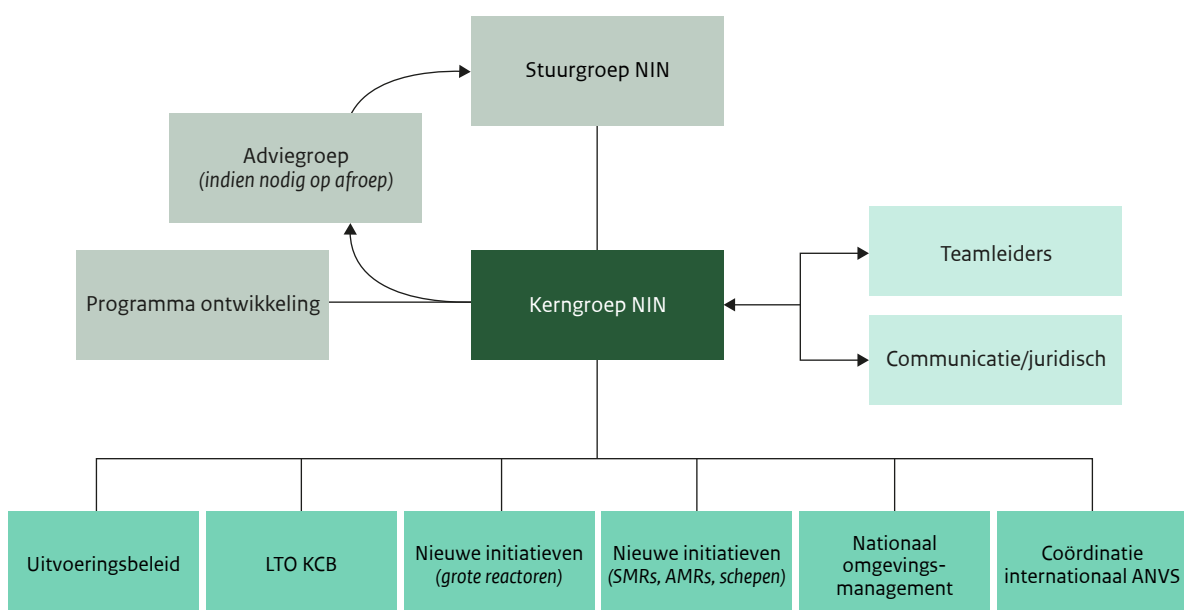 Stuurgroep NIN
Adviegroep
(indien nodig op afroep)
Teamleiders
Programma ontwikkeling
Kerngroep NIN
Communicatie/juridisch
Uitvoeringsbeleid
LTO KCB
Nieuwe initiatieven
(grote reactoren)
Nieuwe initiatieven
(SMRs, AMRs, schepen)
Nationaal
omgevings-
management
Coördinatie
internationaal ANVS